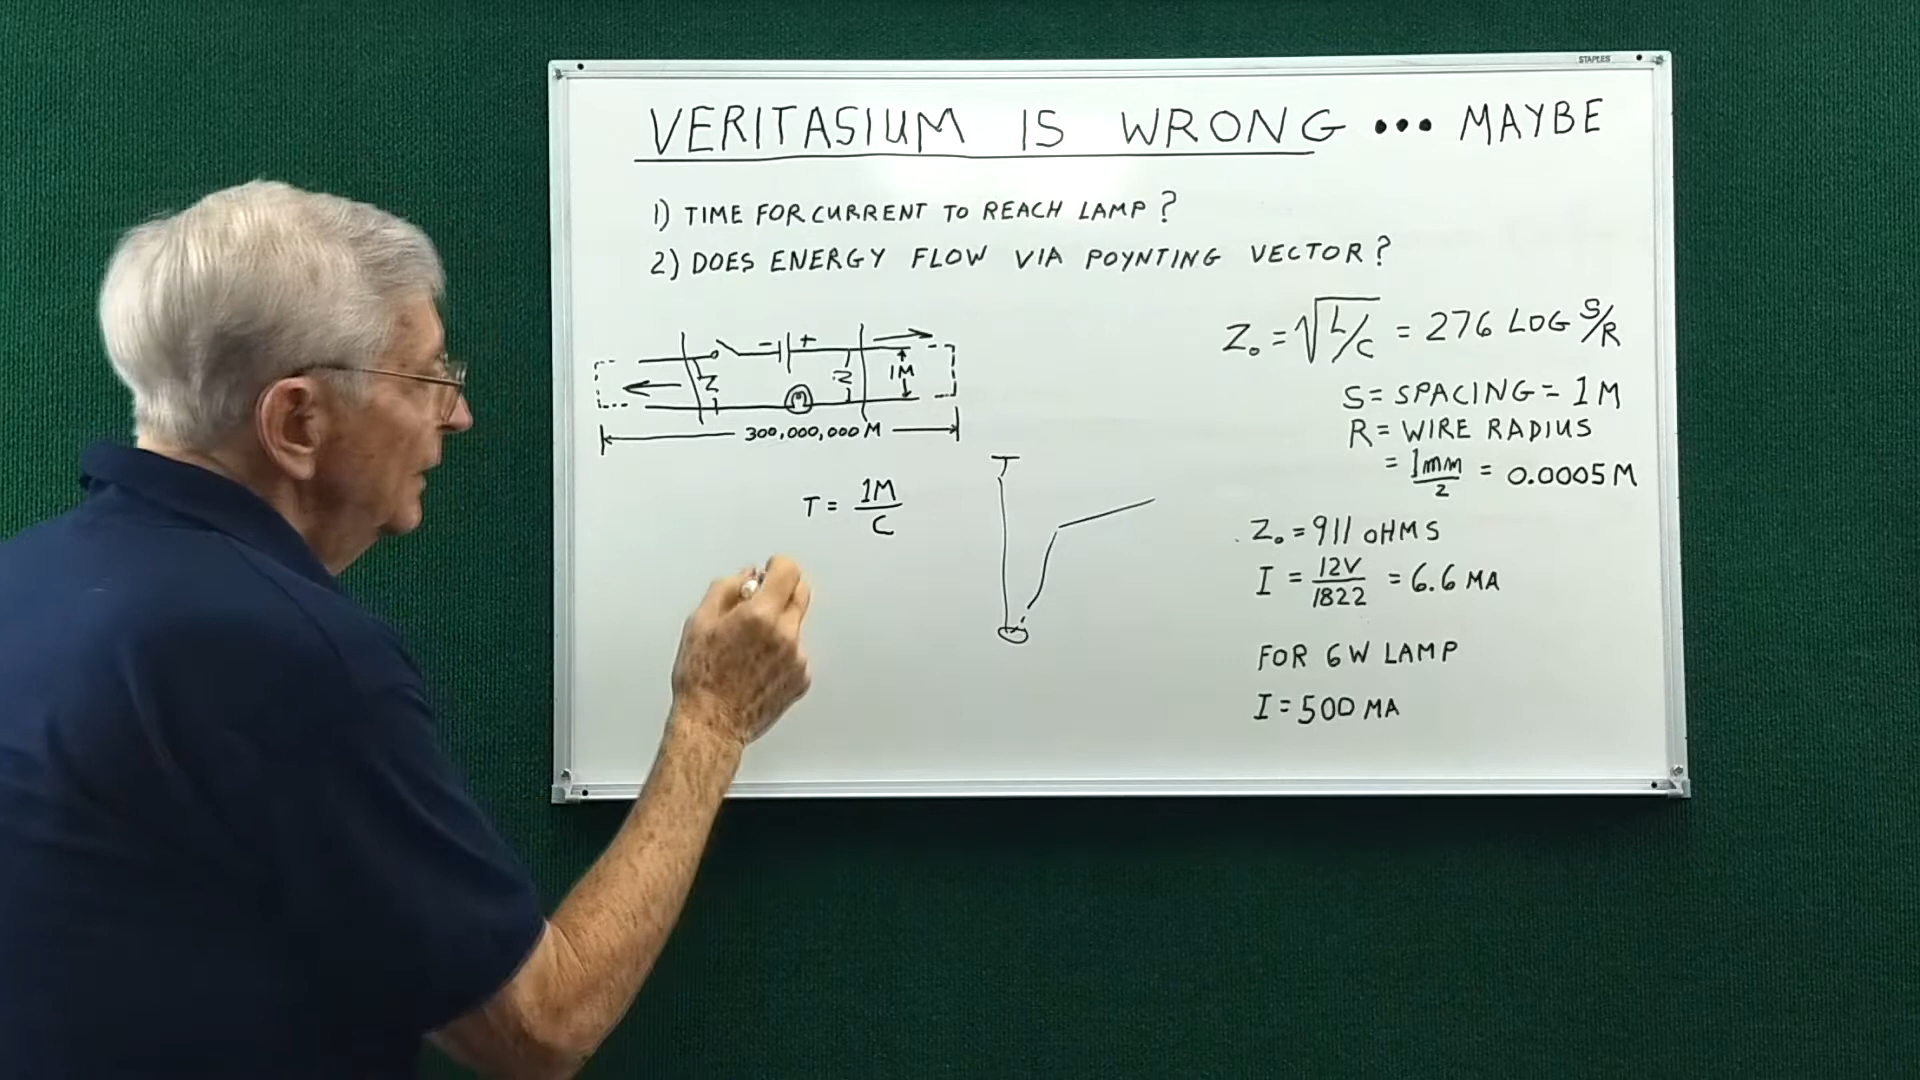 STAPLES
VERITASIUM IS WRONG ••• MAYBE
1) TIME FOR CURRENT TO REACH LAMP?
2) DOES ENERGY FLOW VIA POYNTING VECTOR?
- +
Z Z 1M
300,000,000 M
T = 1M/C
T
Z₀ = √L/C = 276 LOG S/R
S = SPACING = 1 M
R = WIRE RADIUS
= 1mm/2 = 0.0005 M
Z₀ = 911 OHMS
I = 12V/1822 = 6.6 MA
FOR 6W LAMP
I = 500 MA